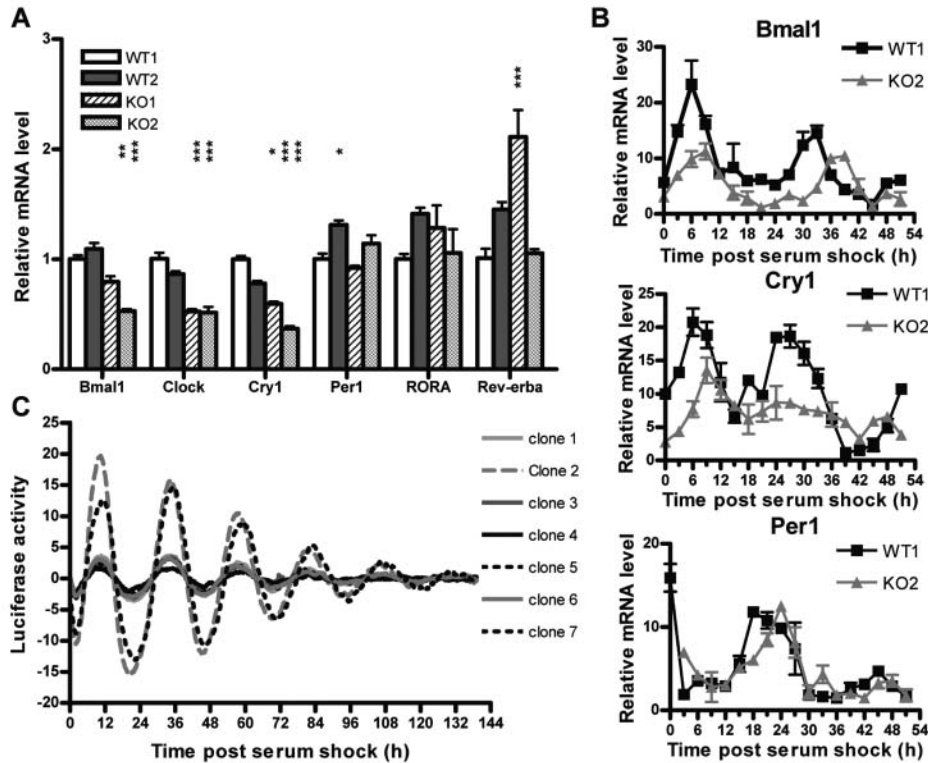 A
Relative mRNA level
3
2
1
0
WT1
WT2
KO1
KO2
** ***
*** ***
* *** ***
*
***
Bmal1 Clock Cry1 Per1 RORA Rev-erba
B
Bmal1
WT1
KO2
Relative mRNA level
30
20
10
0
0 6 12 18 24 30 36 42 48 54
Time post serum shock (h)
Cry1
WT1
KO2
Relative mRNA level
25
20
15
10
5
0
0 6 12 18 24 30 36 42 48 54
Time post serum shock (h)
Per1
WT1
KO2
Relative mRNA level
20
10
0
0 6 12 18 24 30 36 42 48 54
Time post serum shock (h)
C
Luciferase activity
25
20
15
10
5
0
-5
-10
-15
-20
0 12 24 36 48 60 72 84 96 108 120 132 144
Time post serum shock (h)
clone 1
Clone 2
clone 3
clone 4
clone 5
clone 6
clone 7